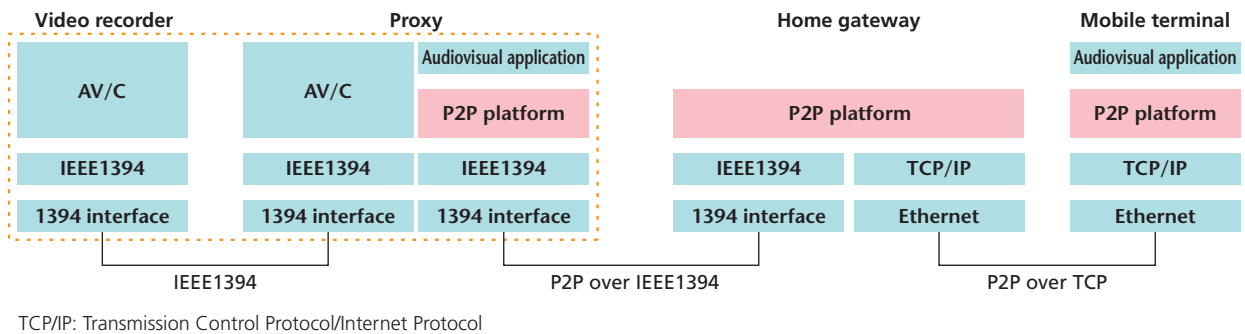 Video recorder Proxy Home gateway Mobile terminal
Audiovisual application Audiovisual application
AV/C AV/C
P2P platform P2P platform P2P platform
IEEE1394 IEEE1394 IEEE1394 IEEE1394 TCP/IP TCP/IP
1394 interface 1394 interface 1394 interface 1394 interface Ethernet Ethernet
IEEE1394 P2P over IEEE1394 P2P over TCP
TCP/IP: Transmission Control Protocol/Internet Protocol